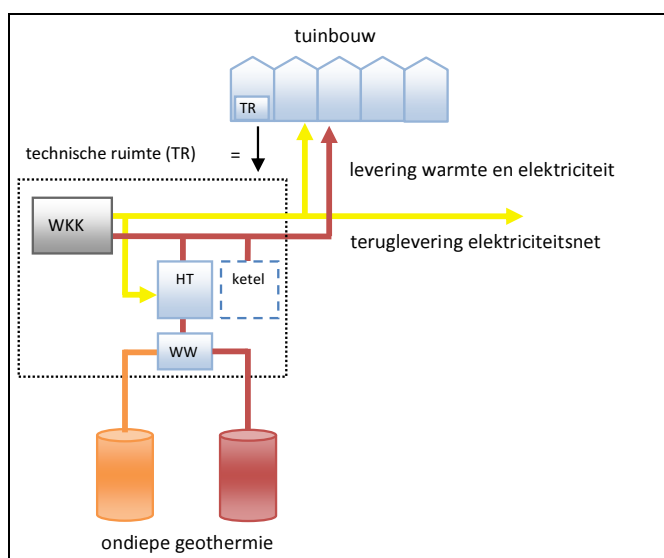 tuinbouw
TR
technische ruimte (TR) =
levering warmte en elektriciteit
WKK
teruglevering elektriciteitsnet
HT
ketel
WW
ondiepe geothermie